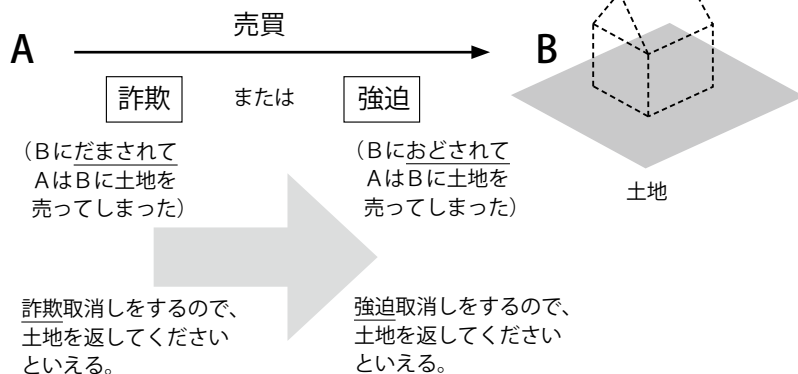 売買
A
B
詐欺
または
強迫
（Bにだまされて
AはBに土地を
売ってしまった）
（Bにおどされて
AはBに土地を
売ってしまった）
土地
詐欺取消しをするので、
土地を返してください
といえる。
強迫取消しをするので、
土地を返してください
といえる。